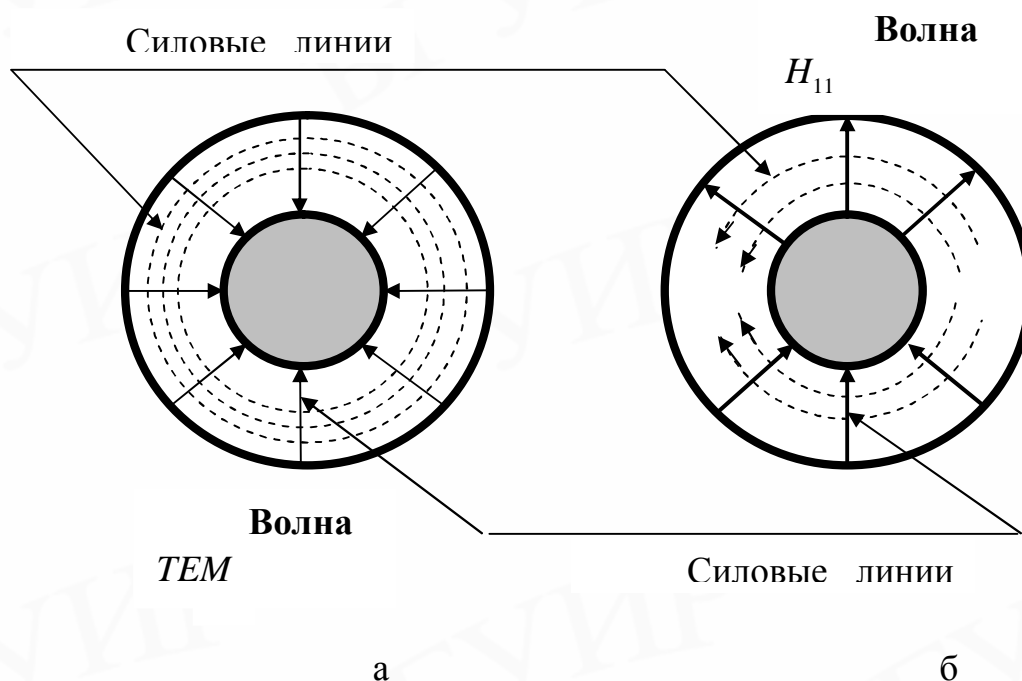 Волна
Силовые линии
H₁₁
Волна
TEM
Силовые линии
а
б